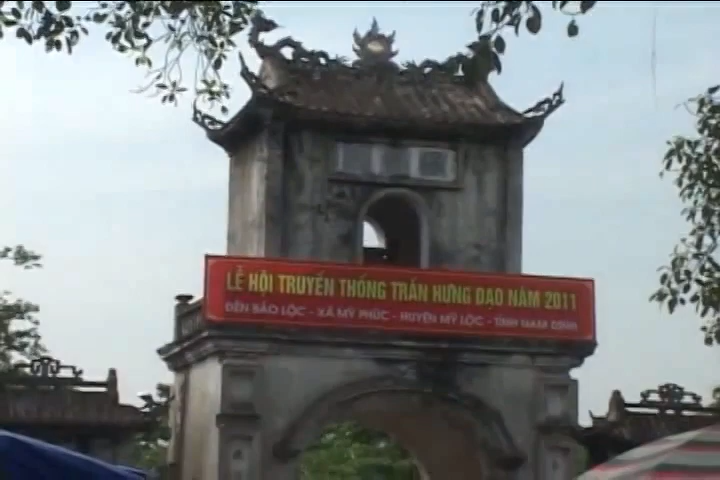 LỄ HỘI TRUYỀN THỐNG TRẦN HƯNG ĐẠO NĂM 2011
ĐỀN BẢO LỘC - XÃ MỸ PHÚC - HUYỆN MỸ LỘC - TỈNH NAM ĐỊNH